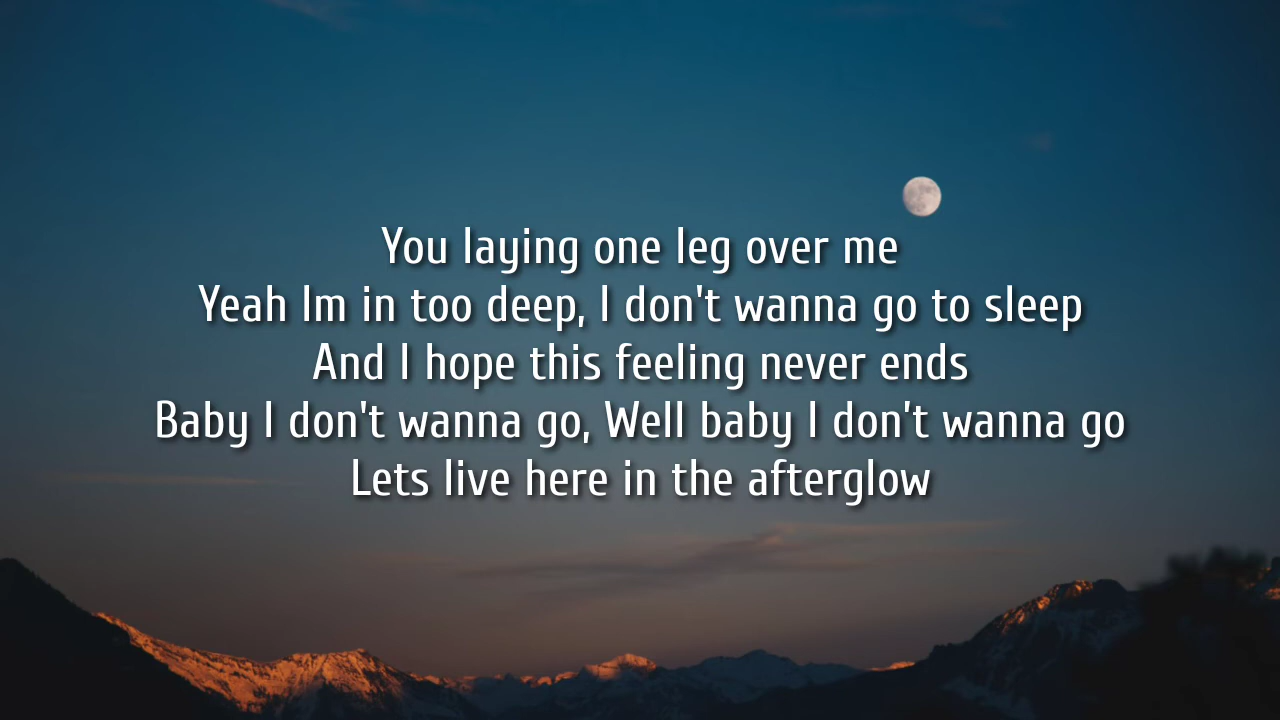 You laying one leg over me
Yeah Im in too deep, I don't wanna go to sleep
And I hope this feeling never ends
Baby I don't wanna go, Well baby I don't wanna go
Lets live here in the afterglow